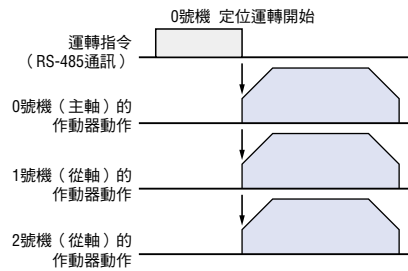 0號機 定位運轉開始
運轉指令
（RS-485通訊）
0號機（主軸）的
作動器動作
1號機（從軸）的
作動器動作
2號機（從軸）的
作動器動作